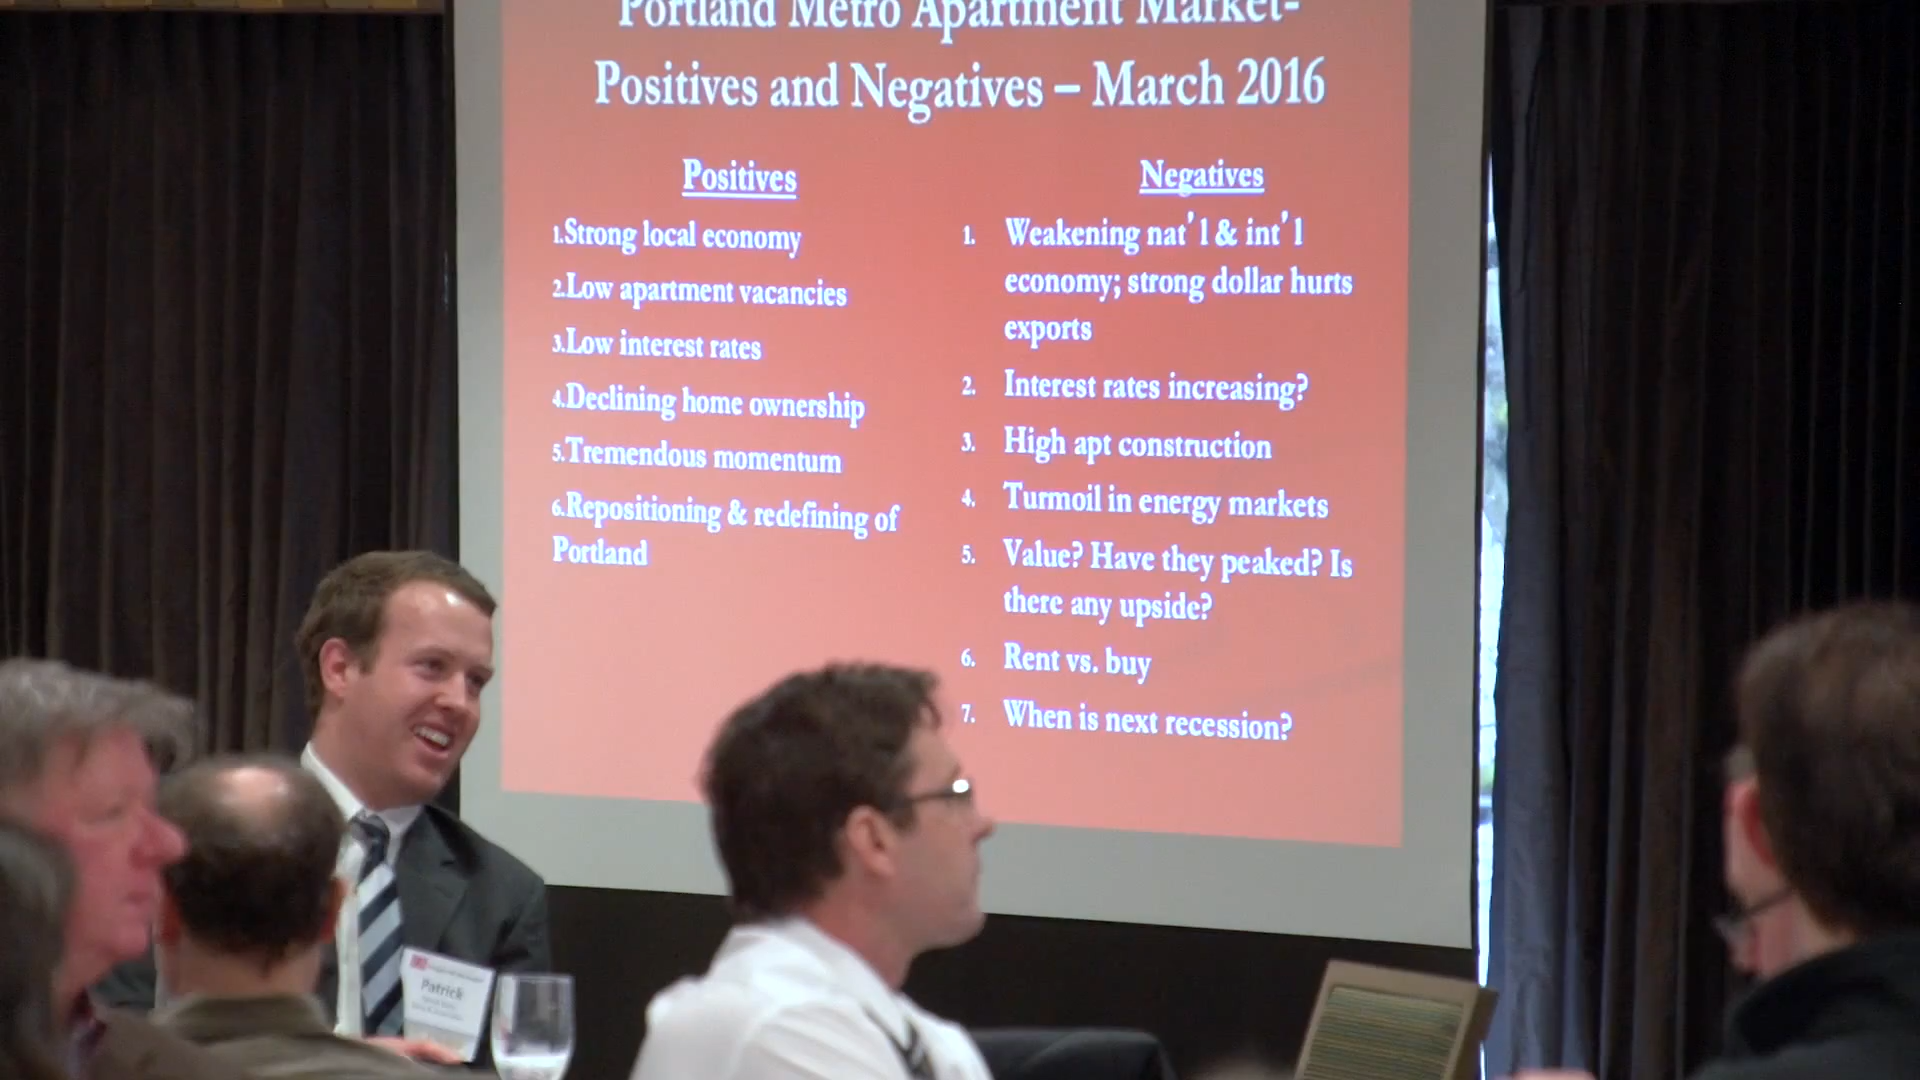 Portland Metro Apartment Market-
Positives and Negatives – March 2016
Positives
1.Strong local economy
2.Low apartment vacancies
3.Low interest rates
4.Declining home ownership
5.Tremendous momentum
6.Repositioning & redefining of
Portland
Negatives
1. Weakening nat'l & int'l
economy; strong dollar hurts
exports
2. Interest rates increasing?
3. High apt construction
4. Turmoil in energy markets
5. Value? Have they peaked? Is
there any upside?
6. Rent vs. buy
7. When is next recession?
Patrick